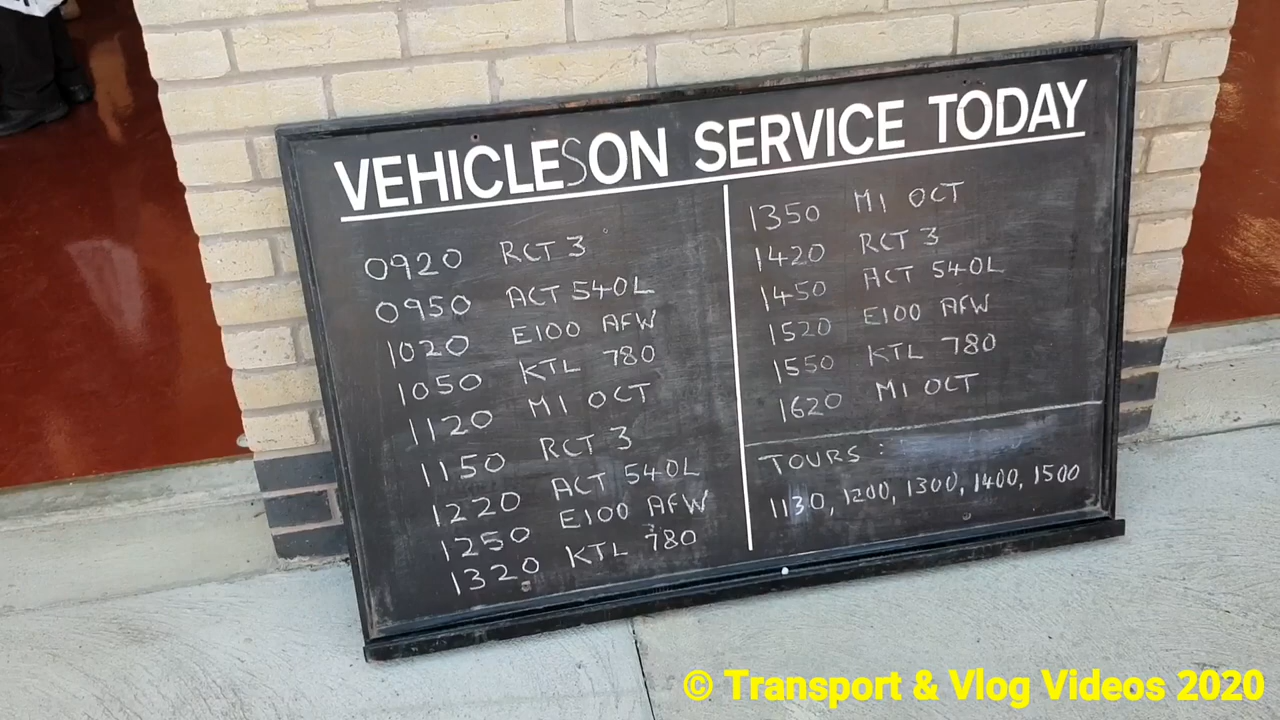 VEHICLES ON SERVICE TODAY
0920 RCT 3
0950 ACT 540L
1020 E100 AFW
1050 KTL 780
1120 M1 OCT
1150 RCT 3
1220 ACT 540L
1250 E100 AFW
1320 KTL 780
1350 M1 OCT
1420 RCT 3
1450 ACT 540L
1520 E100 AFW
1550 KTL 780
1620 M1 OCT
TOURS :
1130, 1200, 1300, 1400, 1500
© Transport & Vlog Videos 2020